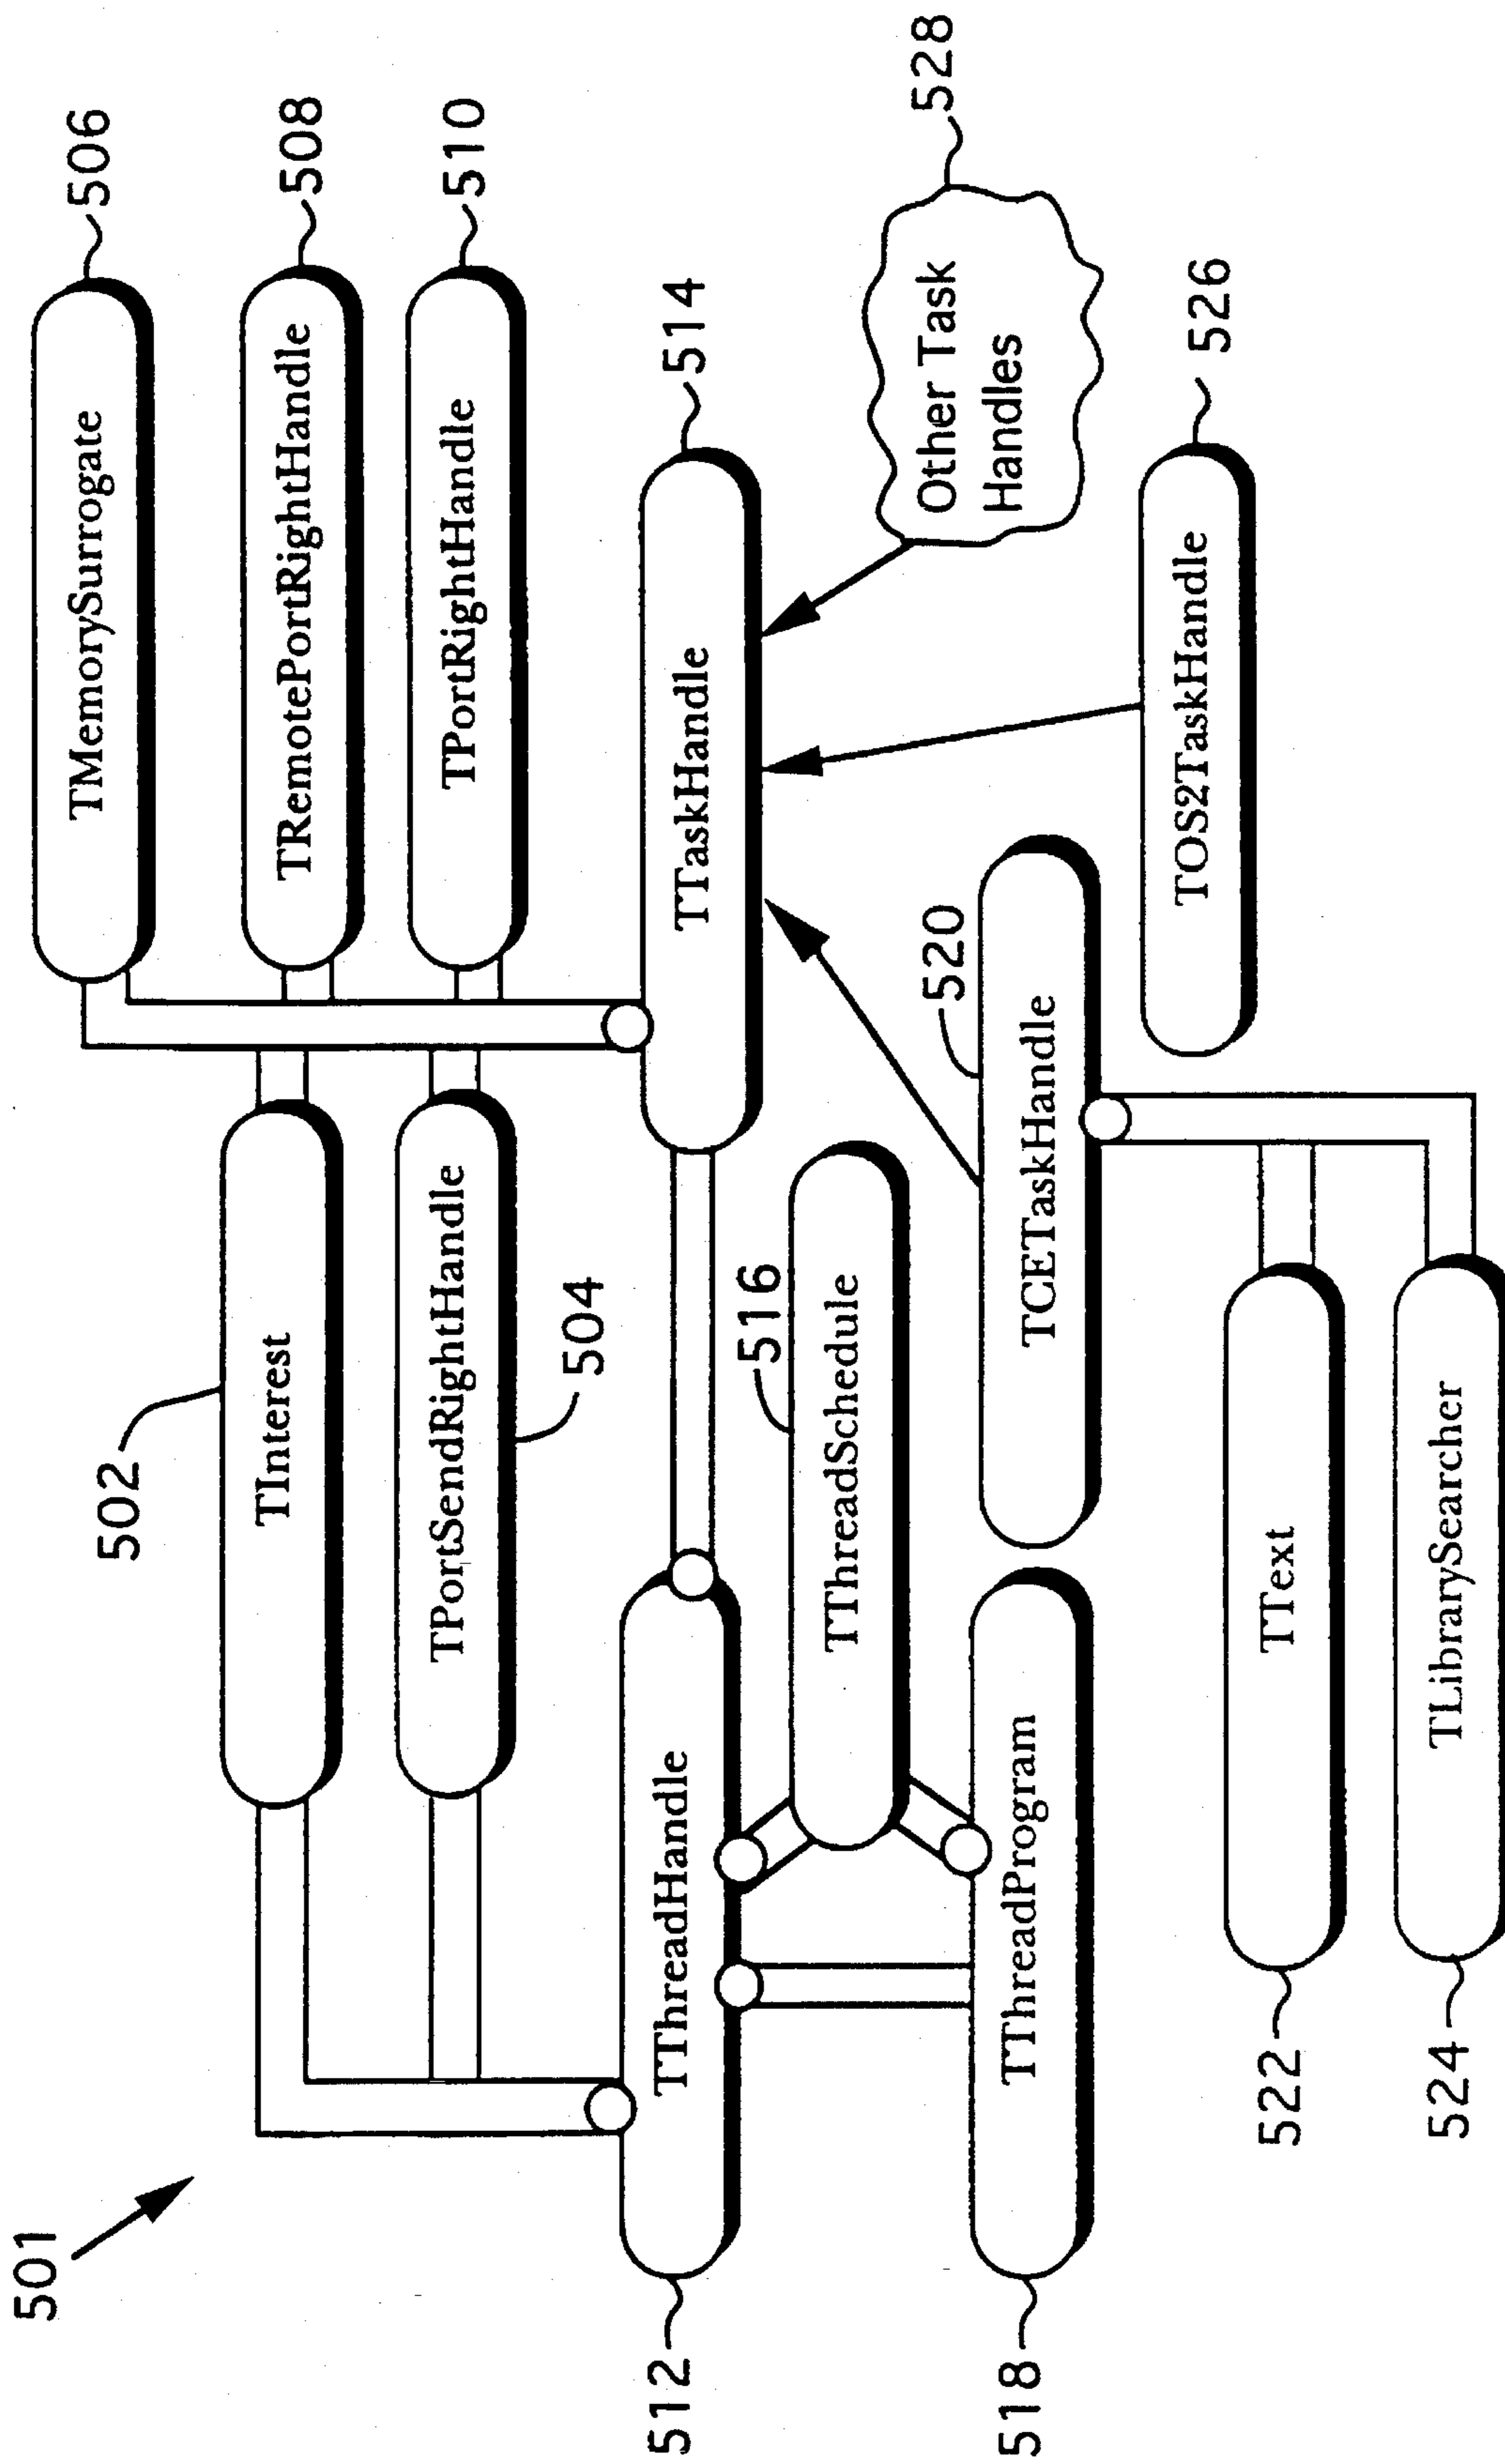 501
502
506
TInterest
TMemorySurrogate
508
TRemotePortRightHandle
504
TPortSendRightHandle
510
TPortRightHandle
512
TThreadHandle
514
TTaskHandle
516
TThreadSchedule
528
Other Task
Handles
518
TThreadProgram
520
TCETaskHandle
526
TOS2TaskHandle
522
TText
524
TLibrarySearcher